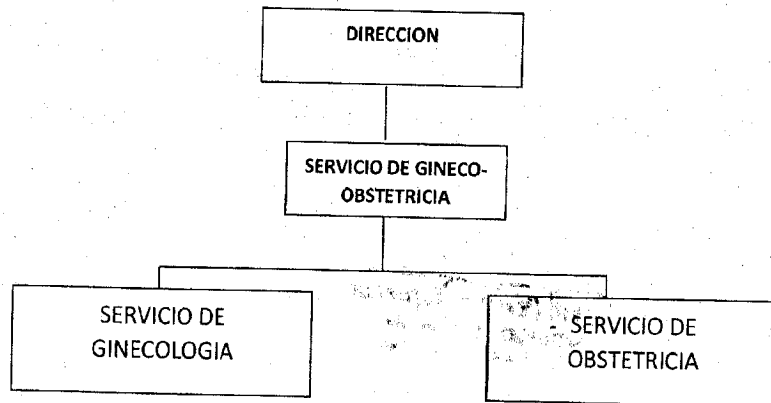 DIRECCION
SERVICIO DE GINECO-
OBSTETRICIA
SERVICIO DE
GINECOLOGIA
- SERVICIO DE
OBSTETRICIA